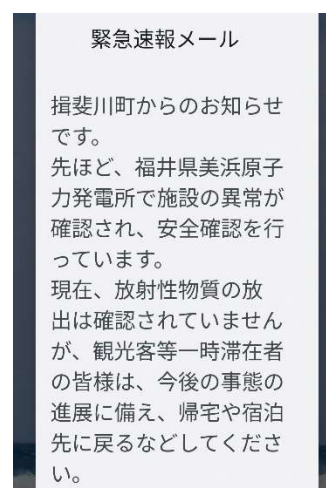 緊急速報メール
揖斐川町からのお知らせ
です。
先ほど、福井県美浜原子
力発電所で施設の異常が
確認され、安全確認を行
っています。
現在、放射性物質の放
出は確認されていません
が、観光客等一時滞在者
の皆様は、今後の事態の
進展に備え、帰宅や宿泊
先に戻るなどしてくださ
い。